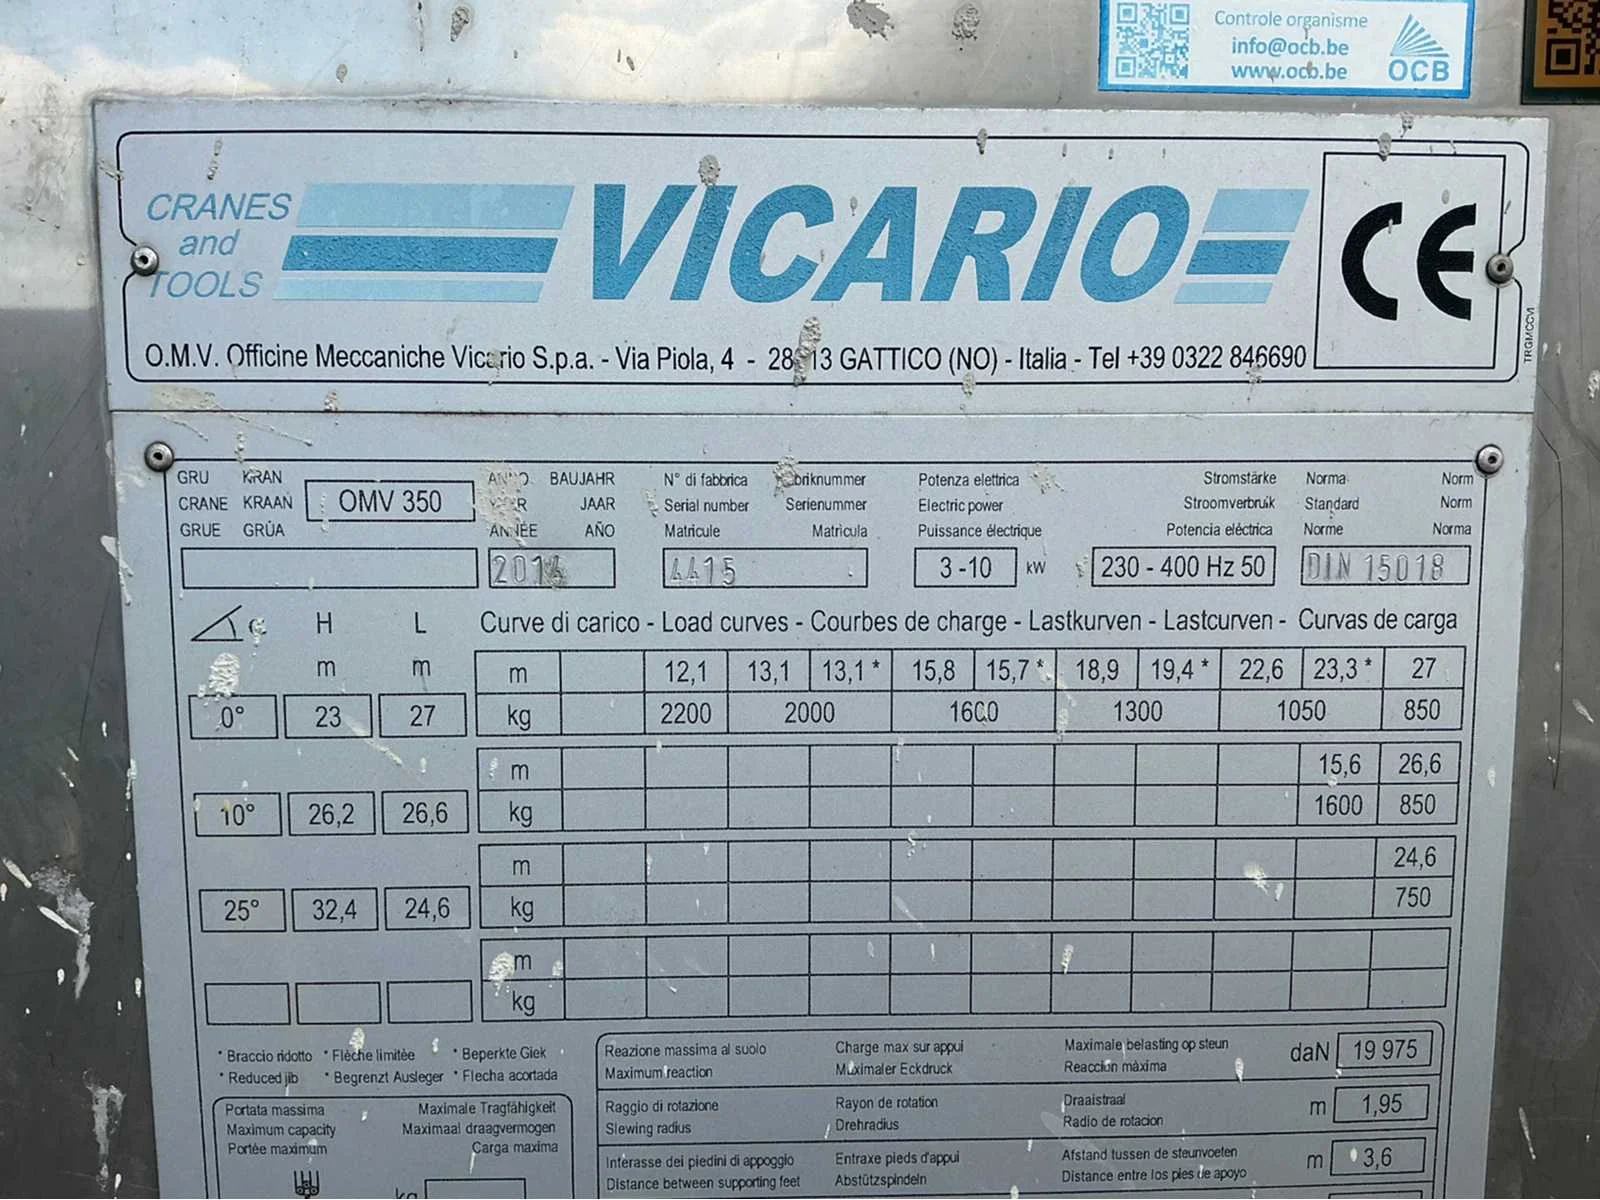 Controle organisme
info@ocb.be
www.ocb.be
OCB
CRANES
and
TOOLS
VICARIO
CE
TRGMCCVI
O.M.V. Officine Meccaniche Vicario S.p.a. - Via Piola, 4 - GATTICO (NO) - Italia - Tel +39 0322 846690
GRU KRAN
CRANE KRAAN
GRUE GRÚA
OMV 350
ANNO BAUJAHR
JAAR
ANNÉE AÑO
N° di fabbrica
Serial number Serienummer
Matricule Matricula
4415
Potenza elettrica
Electric power
Puissance électrique
3-10 kW
Stromstärke
Stroomverbruik
Potencia eléctrica
230 - 400 Hz 50
Norma Norm
Standard Norm
Norme Norma
DIN 15018
H L Curve di carico - Load curves - Courbes de charge - Lastkurven - Lastcurven - Curvas de carga
m m m 12,1 13,1 13,1 * 15,8 15,7 * 18,9 19,4 * 22,6 23,3 * 27
0° 23 27 kg 2200 2000 1600 1300 1050 850
m 15,6 26,6
10° 26,2 26,6 kg 1600 850
m 24,6
25° 32,4 24,6 kg 750
m
kg
* Braccio ridotto * Flèche limitée * Beperkte Giek
* Reduced jib * Begrenzt Ausleger * Flecha acortada
Portata massima Maximale Tragfähigkeit
Maximum capacity Maximaal draagvermogen
Portée maximum Carga maxima
kg
Reazione massima al suolo Charge max sur appui Maximale belasting op steun
Maximum reaction Maximaler Eckdruck Reacciun màxima
daN 19 975
Raggio di rotazione Rayon de rotation Draaistraal
Slewing radius Drehradius Radio de rotacion
m 1,95
Interasse dei piedini di appoggio Entraxe pieds d'appui Afstand tussen de steunvoeten
Distance between supporting feet Abstützspindeln Distance entre los pies de apoyo
m 3,6